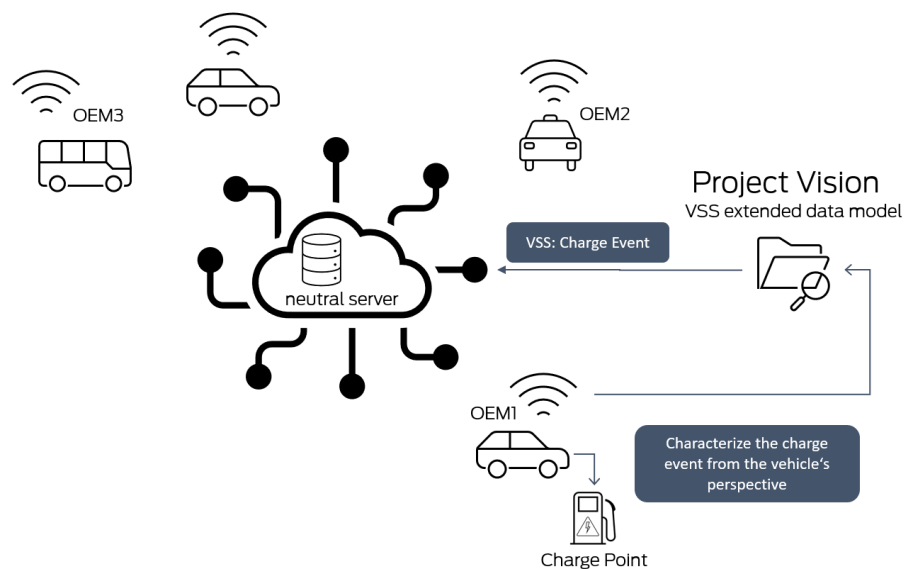 OEM3
OEM2
Project Vision
VSS extended data model
VSS: Charge Event
neutral server
OEM1
Characterize the charge
event from the vehicle‘s
perspective
Charge Point